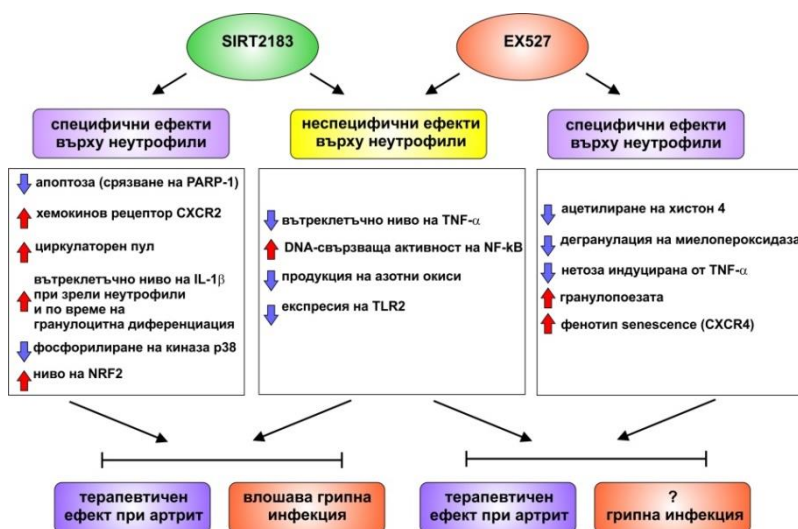 SIRT2183
EX527
специфични ефекти
върху неутрофили
неспецифични ефекти
върху неутрофили
специфични ефекти
върху неутрофили
апоптоза (срязване на PARP-1)
хемокинов рецептор CXCR2
циркулаторен пул
вътреклетъчно ниво на IL-1β
при зрели неутрофили
и по време на
гранулоцитна диференциация
фосфорилиране на киназа p38
ниво на NRF2
вътреклетъчно ниво на TNF-α
DNA-свързваща активност на NF-kB
продукция на азотни окиси
експресия на TLR2
ацетилиране на хистон 4
дегранулация на миелопероксидаза
нетоза индуцирана от TNF-α
гранулопоезата
фенотип senescence (CXCR4)
терапевтичен
ефект при артрит
влошава грипна
инфекция
терапевтичен
ефект при артрит
?
грипна инфекция